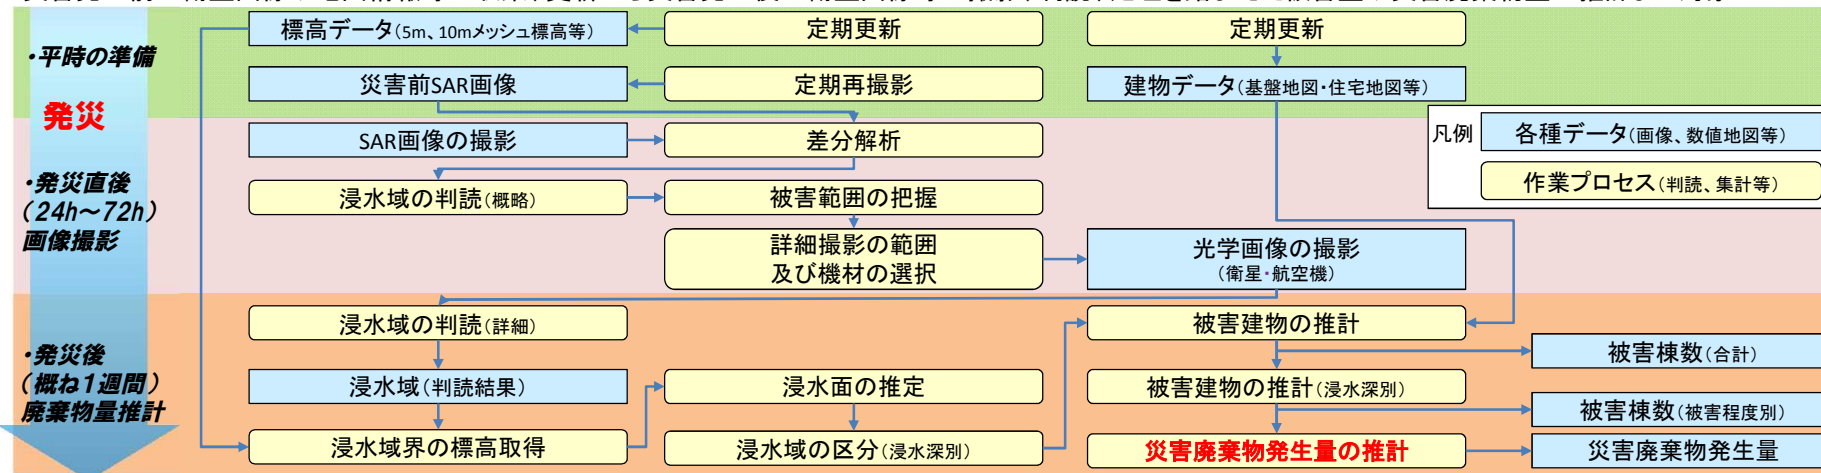 標高データ(5m、10mメッシュ標高等)
定期更新
定期更新
・平時の準備
災害前SAR画像
定期再撮影
建物データ(基盤地図・住宅地図等)
発災
凡例
各種データ(画像、数値地図等)
作業プロセス(判読、集計等)
SAR画像の撮影
差分解析
・発災直後
(24h～72h)
画像撮影
浸水域の判読(概略)
被害範囲の把握
詳細撮影の範囲
及び機材の選択
光学画像の撮影
(衛星・航空機)
浸水域の判読(詳細)
被害建物の推計
・発災後
(概ね1週間)
廃棄物量推計
被害棟数(合計)
浸水域(判読結果)
浸水面の推定
被害建物の推計(浸水深別)
被害棟数(被害程度別)
浸水域界の標高取得
浸水域の区分(浸水深別)
災害廃棄物発生量の推計
災害廃棄物発生量